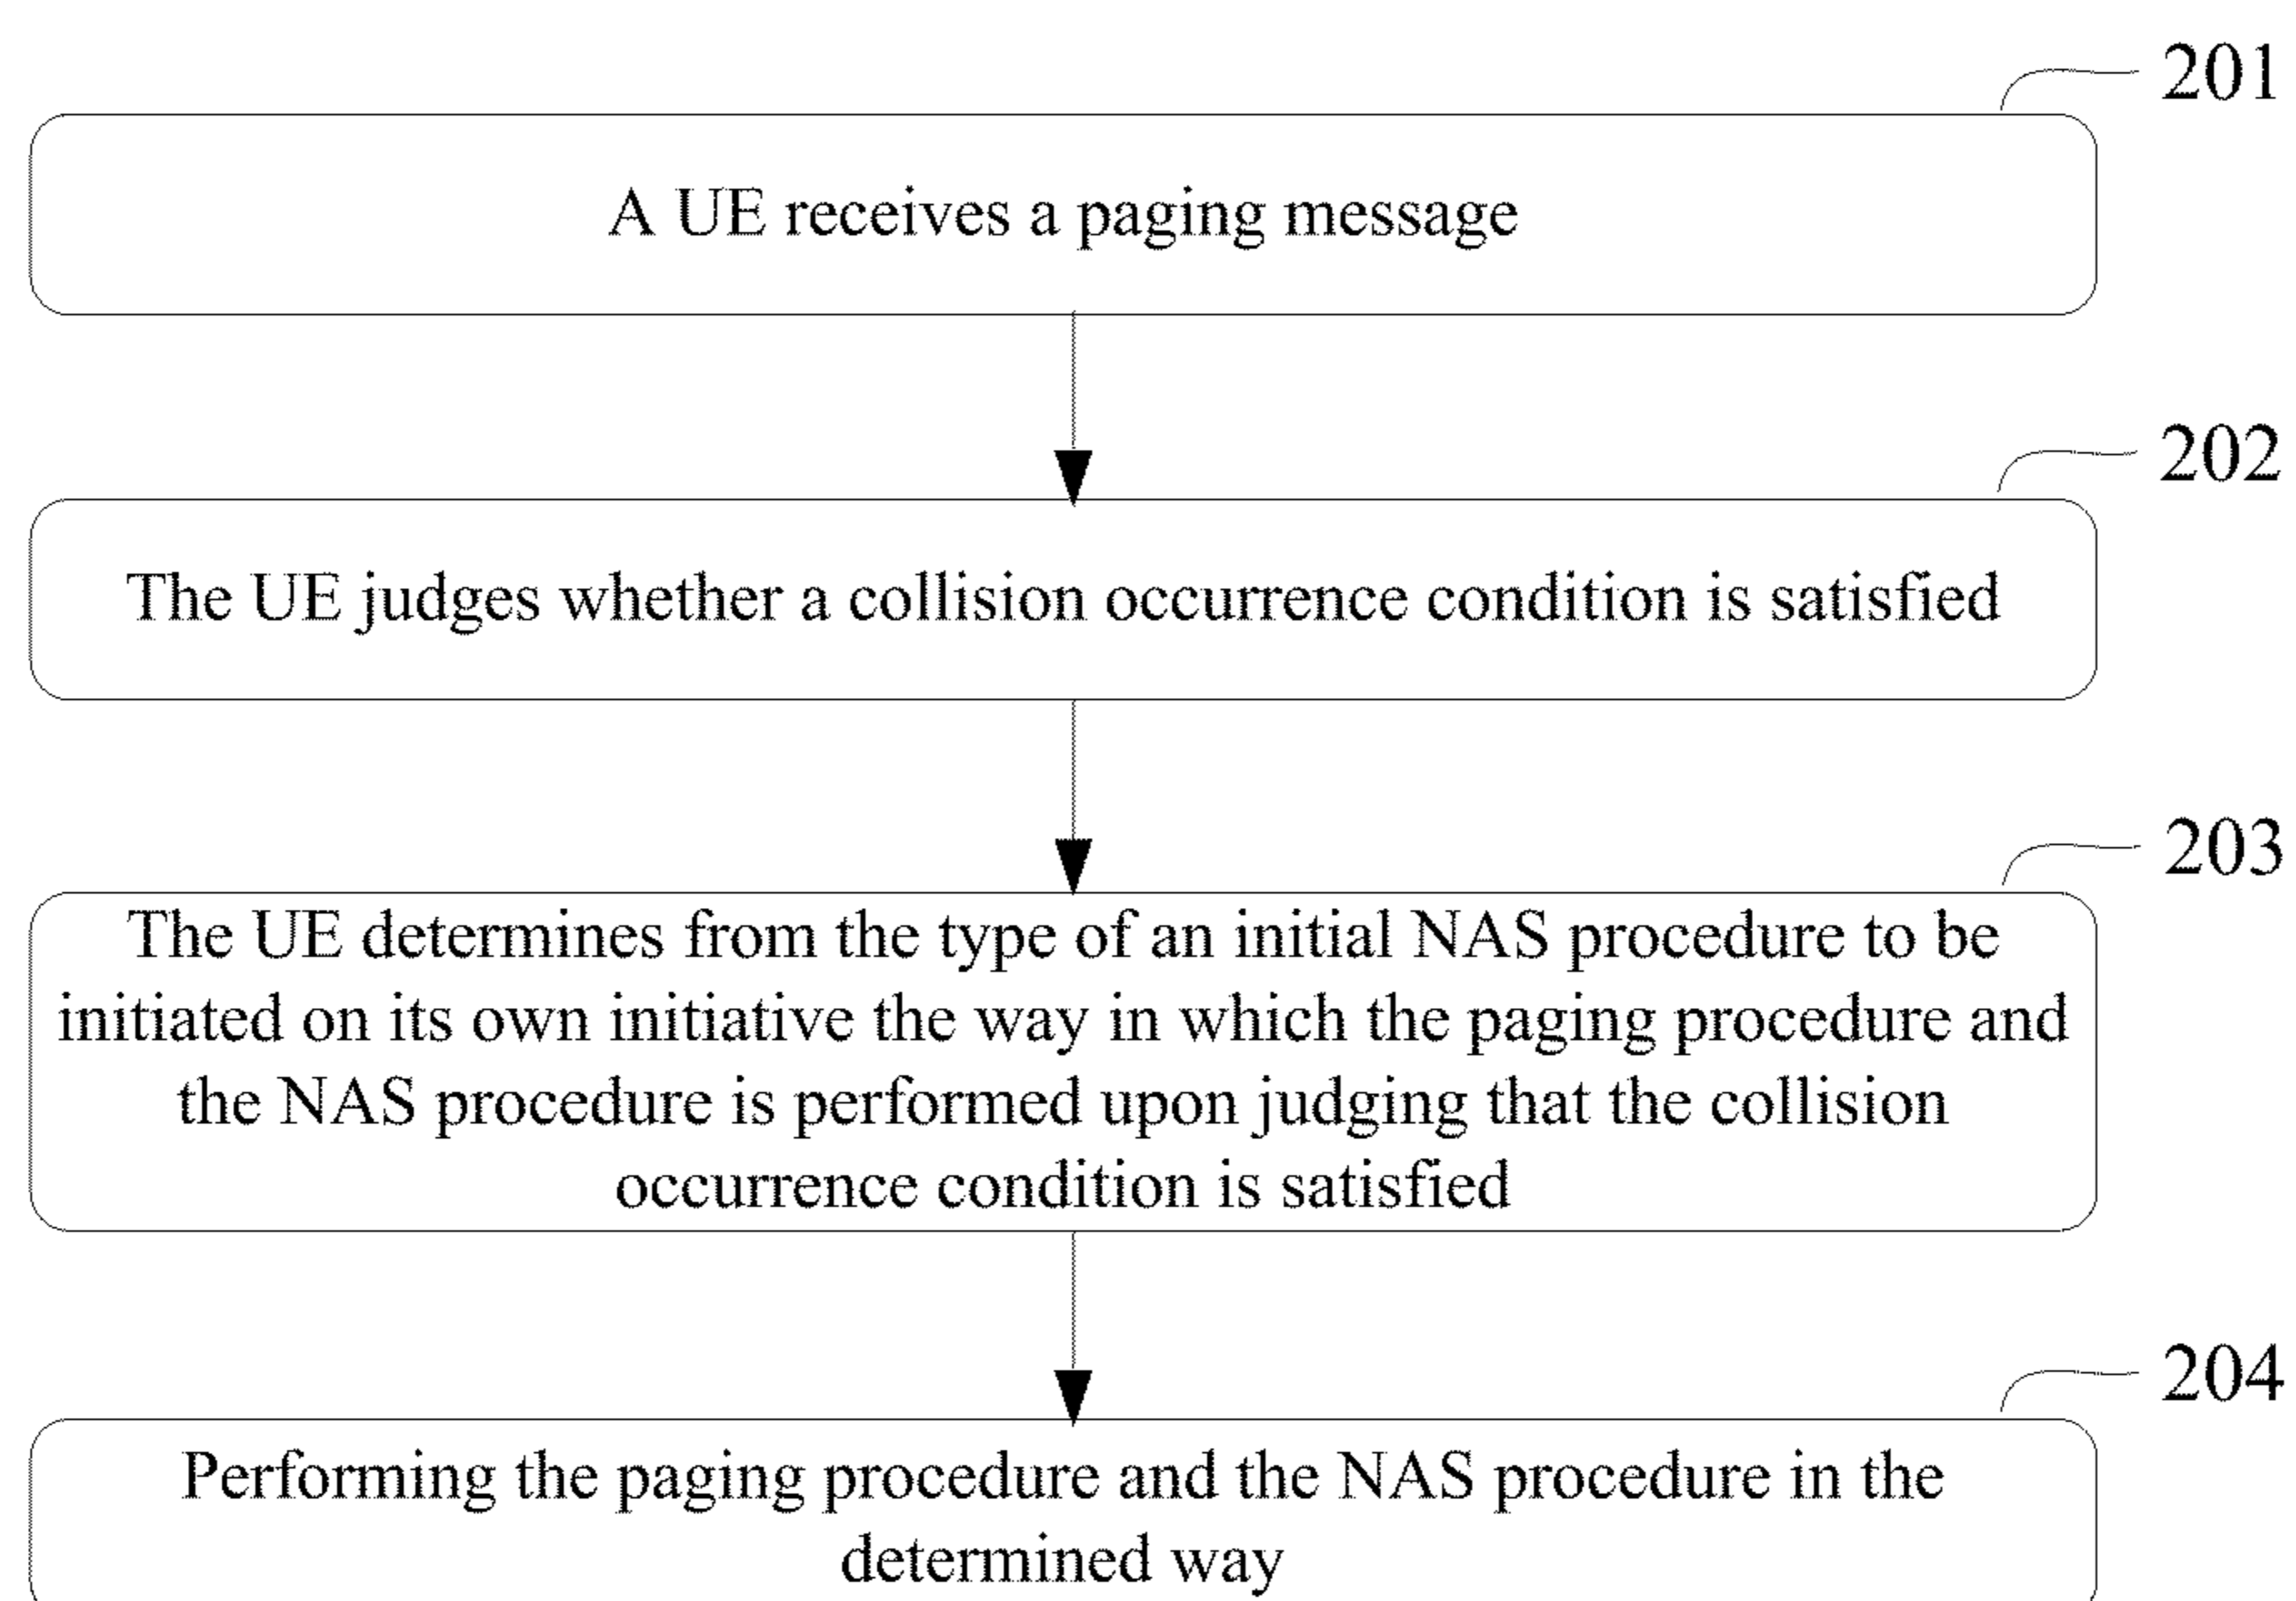 201
A UE receives a paging message
202
The UE judges whether a collision occurrence condition is satisfied
203
The UE determines from the type of an initial NAS procedure to be
initiated on its own initiative the way in which the paging procedure and
the NAS procedure is performed upon judging that the collision
occurrence condition is satisfied
204
Performing the paging procedure and the NAS procedure in the
determined way